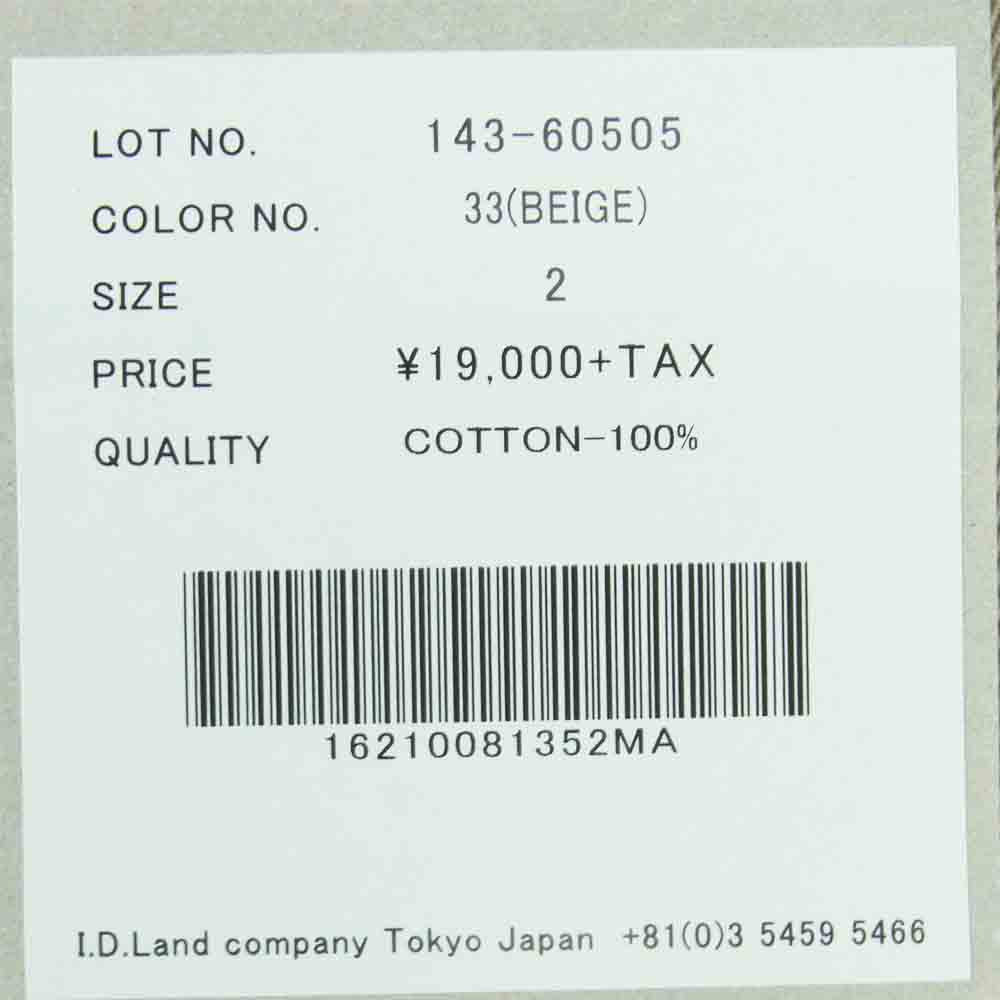 LOT NO. 143-60505
COLOR NO. 33(BEIGE)
SIZE 2
PRICE ¥19,000+TAX
QUALITY COTTON-100%
16210081352MA
I.D.Land company Tokyo Japan +81(0)3 5459 5466